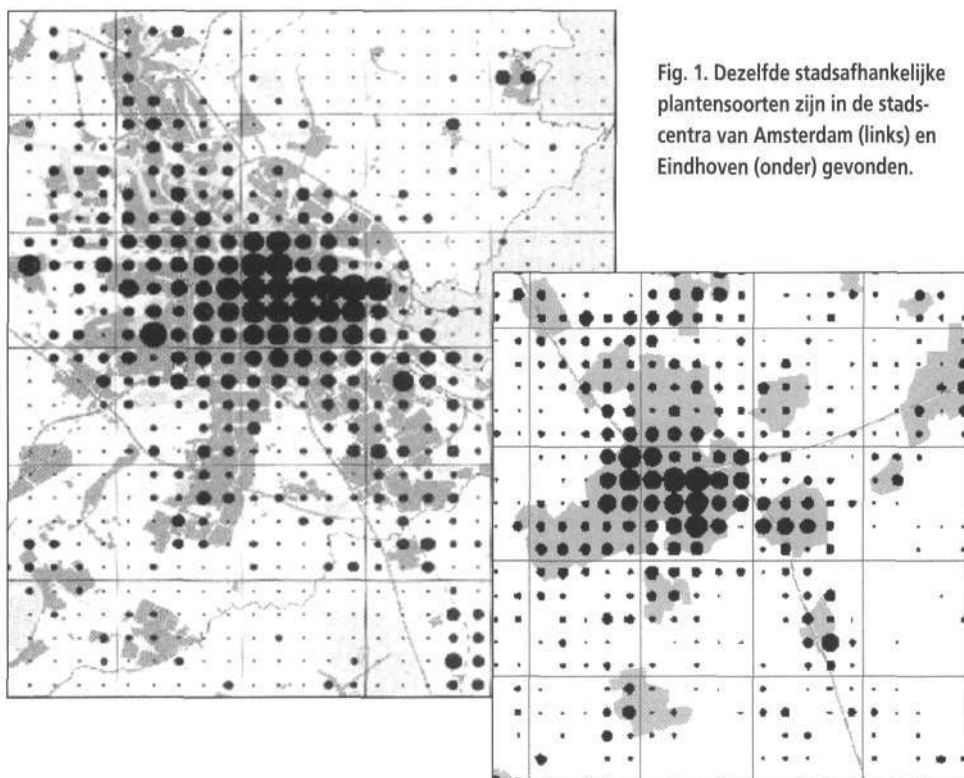 Fig. 1. Dezelfde stadsafhankelijke
plantensoorten zijn in de stads-
centra van Amsterdam (links) en
Eindhoven (onder) gevonden.